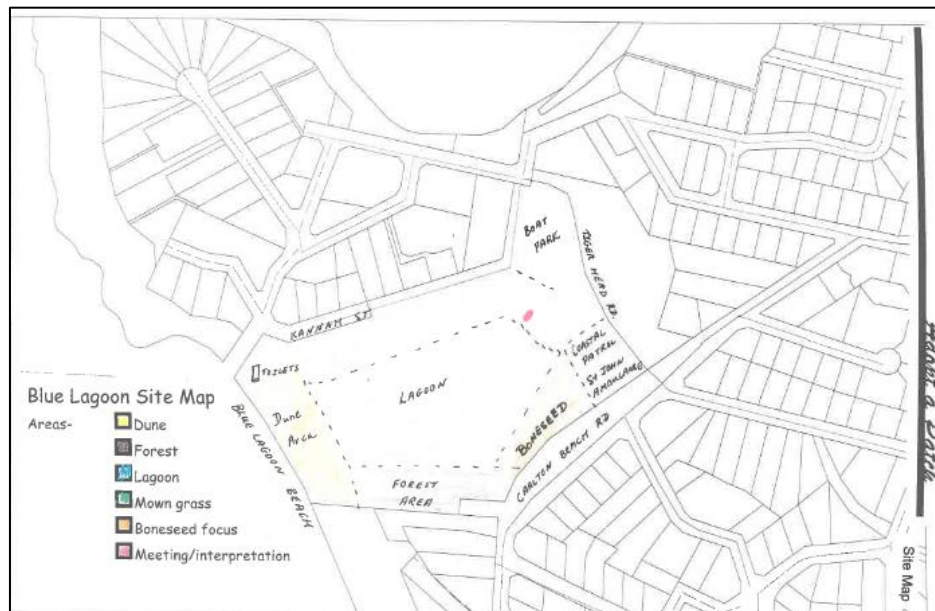 BOAT
PARK
TIGER HEAD RD.
KANNAH ST
COASTAL
PATROL
ST JOHN
AMBULANCE
TOILETS
LAGOON
Dune
Area
BONESEED
BLUE LAGOON BEACH
FOREST
AREA
CARLTON BEACH RD
Blue Lagoon Site Map
Areas-
Dune
Forest
Lagoon
Mown grass
Boneseed focus
Meeting/interpretation
Adopt a Patch
Site Map